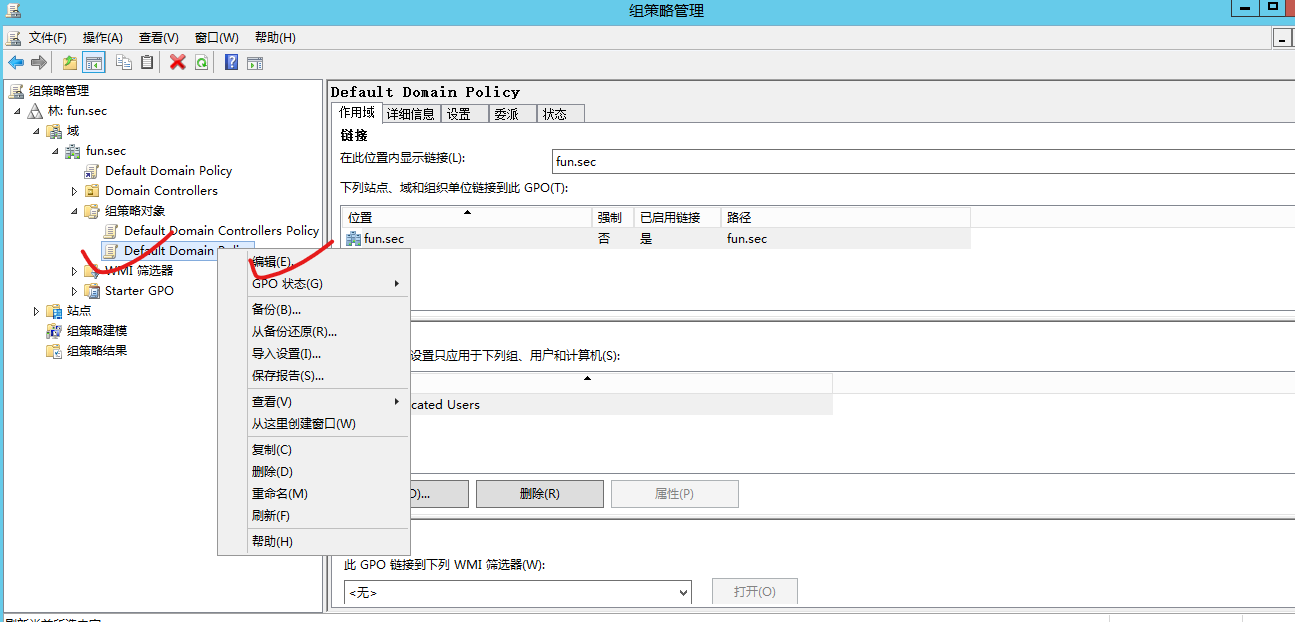 组策略管理
文件(F) 操作(A) 查看(V) 窗口(W) 帮助(H)
组策略管理
林: fun.sec
域
fun.sec
Default Domain Policy
Domain Controllers
组策略对象
Default Domain Controllers Policy
Default Domain
WMI 筛选器
Starter GPO
站点
组策略建模
组策略结果
编辑(E)...
GPO 状态(G)
备份(B)...
从备份还原(R)...
导入设置(I)...
保存报告(S)...
查看(V)
从这里创建窗口(W)
复制(C)
删除(D)
重命名(M)
刷新(F)
帮助(H)
Default Domain Policy
作用域 详细信息 设置 委派 状态
链接
在此位置内显示链接(L): fun.sec
下列站点、域和组织单位链接到此 GPO(T):
位置 强制 已启用链接 路径
fun.sec 否 是 fun.sec
设置只应用于下列组、用户和计算机(S):
cated Users
D)... 删除(R) 属性(P)
此 GPO 链接到下列 WMI 筛选器(W):
<无> 打开(O)